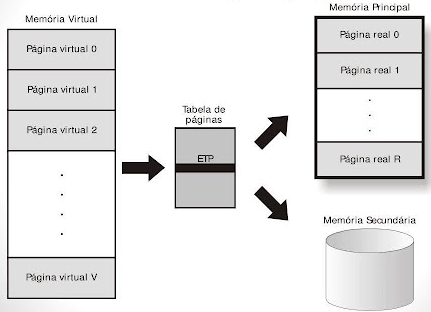 Memória Virtual
Página virtual 0
Página virtual 1
Página virtual 2
.
.
.
.
Página virtual V
Tabela de
páginas
ETP
Memória Principal
Página real 0
Página real 1
.
.
.
Página real R
Memória Secundária